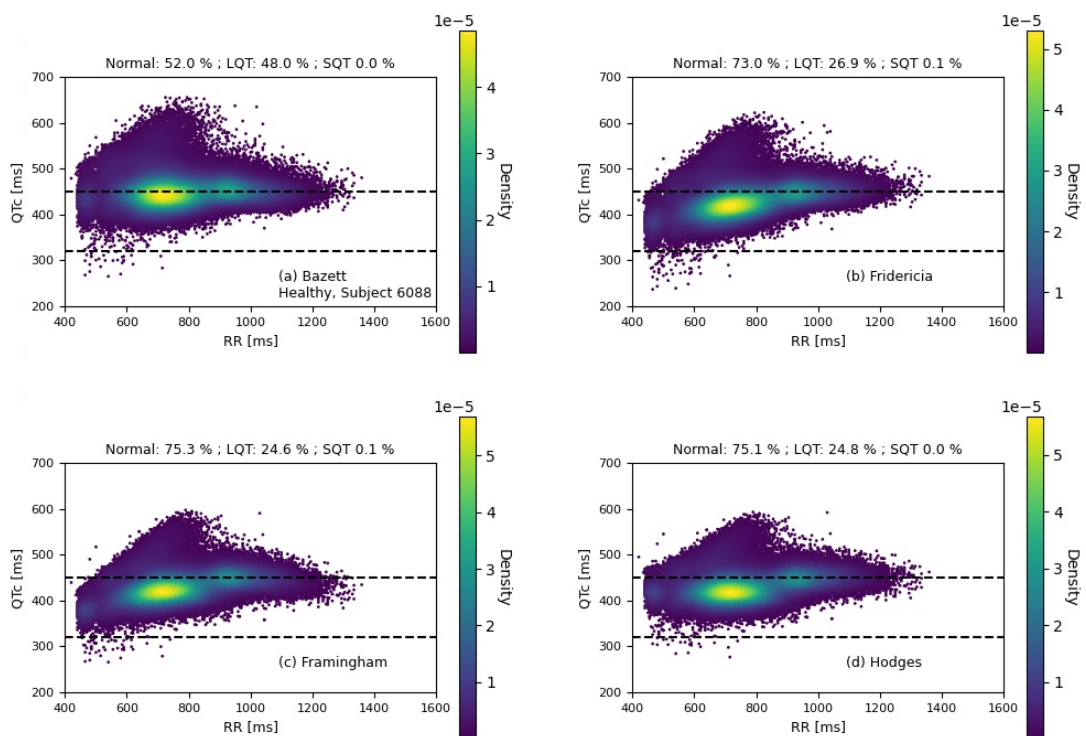 1e−5
Normal: 52.0 % ; LQT: 48.0 % ; SQT 0.0 %
700
600
500
400
300
200
QTc [ms]
(a) Bazett
Healthy, Subject 6088
400 600 800 1000 1200 1400 1600
RR [ms]
4
3
2
1
Density
1e−5
Normal: 73.0 % ; LQT: 26.9 % ; SQT 0.1 %
700
600
500
400
300
200
QTc [ms]
(b) Fridericia
400 600 800 1000 1200 1400 1600
RR [ms]
5
4
3
2
1
Density
1e−5
Normal: 75.3 % ; LQT: 24.6 % ; SQT 0.1 %
700
600
500
400
300
200
QTc [ms]
(c) Framingham
400 600 800 1000 1200 1400 1600
RR [ms]
5
4
3
2
1
Density
1e−5
Normal: 75.1 % ; LQT: 24.8 % ; SQT 0.0 %
700
600
500
400
300
200
QTc [ms]
(d) Hodges
400 600 800 1000 1200 1400 1600
RR [ms]
5
4
3
2
1
Density